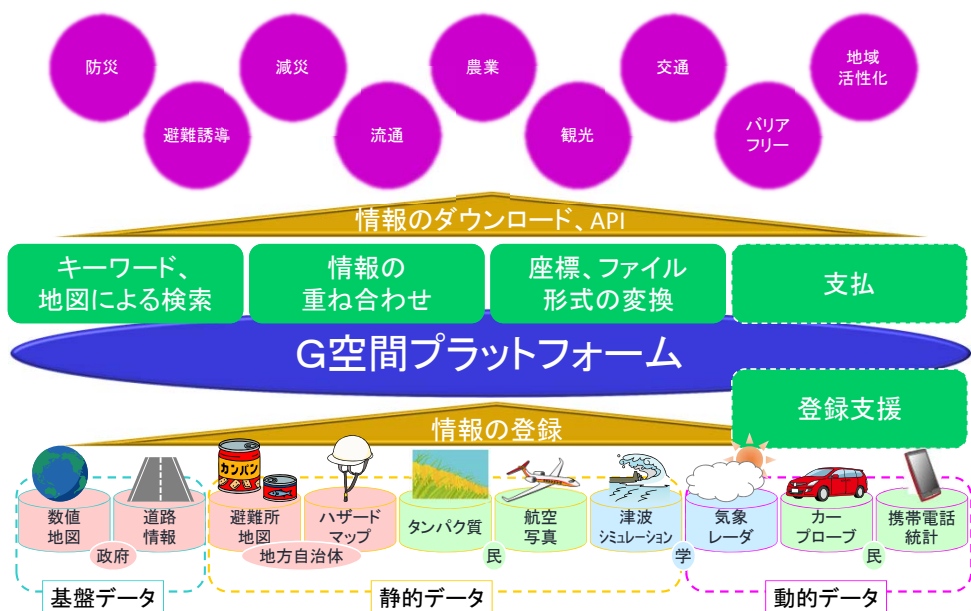 防災
減災
農業
交通
地域
活性化
避難誘導
流通
観光
バリア
フリー
情報のダウンロード、API
キーワード、
地図による検索
情報の
重ね合わせ
座標、ファイル
形式の変換
支払
G空間プラットフォーム
登録支援
情報の登録
カンパン
数値
地図
道路
情報
政府
避難所
地図
ハザード
マップ
地方自治体
タンパク質
航空
写真
民
津波
シミュレーション
学
気象
レーダ
カー
プローブ
携帯電話
統計
民
基盤データ
静的データ
動的データ